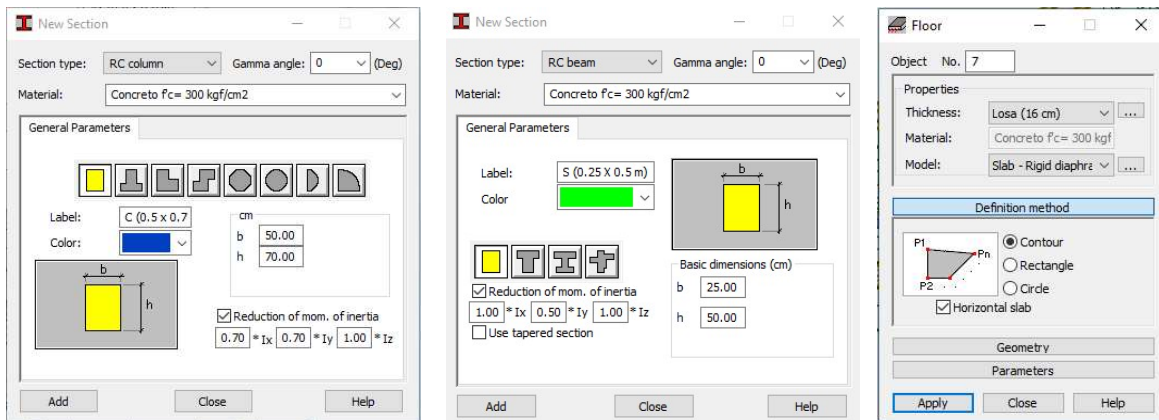 New Section
Section type: RC column Gamma angle: 0 (Deg)
Material: Concreto f'c= 300 kgf/cm2
General Parameters
Label: C (0.5 x 0.7
Color:
cm
b 50.00
h 70.00
b
h
Reduction of mom. of inertia
0.70 * Ix 0.70 * Iy 1.00 * Iz
Add Close Help
New Section
Section type: RC beam Gamma angle: 0 (Deg)
Material: Concreto f'c= 300 kgf/cm2
General Parameters
Label: S (0.25 X 0.5 m)
Color
b
h
Basic dimensions (cm)
b 25.00
h 50.00
Reduction of mom. of inertia
1.00 * Ix 0.50 * Iy 1.00 * Iz
Use tapered section
Add Close Help
Floor
Object No. 7
Properties
Thickness: Losa (16 cm) ...
Material: Concreto f'c= 300 kgf
Model: Slab - Rigid diaphra ...
Definition method
P1
Pn
P2
Contour
Rectangle
Circle
Horizontal slab
Geometry
Parameters
Apply Close Help